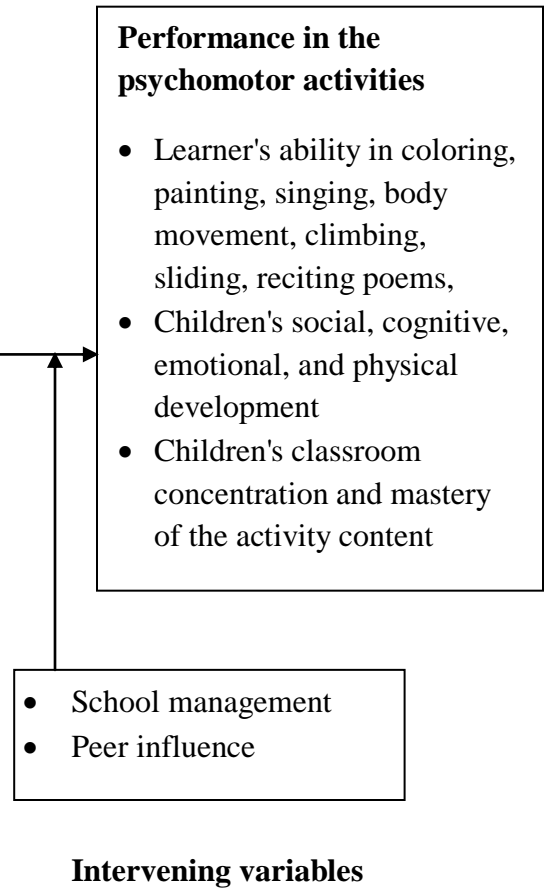 Performance in the
psychomotor activities
• Learner's ability in coloring,
painting, singing, body
movement, climbing,
sliding, reciting poems,
• Children's social, cognitive,
emotional, and physical
development
• Children's classroom
concentration and mastery
of the activity content
• School management
• Peer influence
Intervening variables